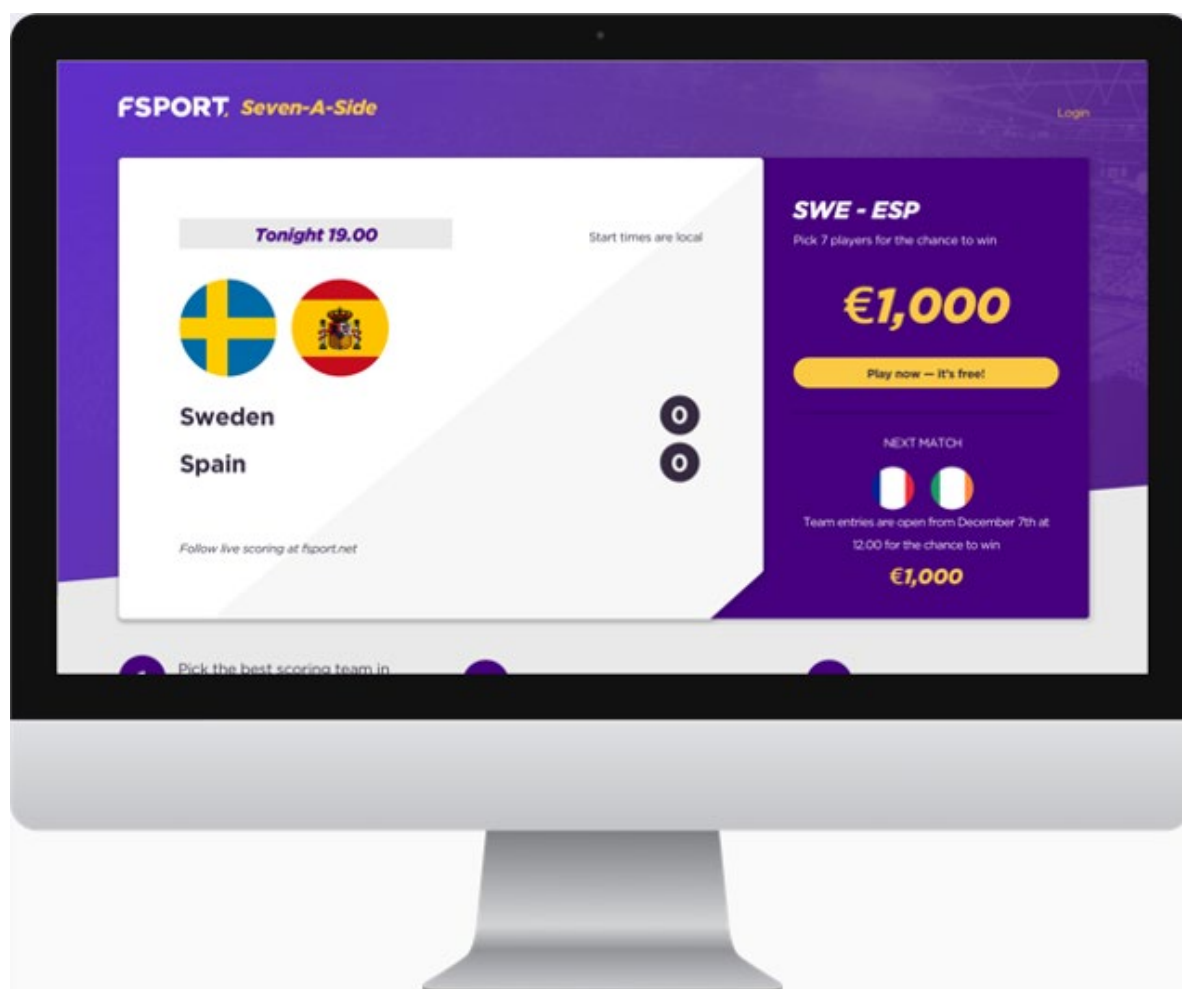 FSPORT Seven-A-Side
Login
Tonight 19.00
Start times are local
Sweden
0
Spain
0
Follow live scoring at fsport.net
SWE - ESP
Pick 7 players for the chance to win
€1,000
Play now — it's free!
NEXT MATCH
Team entries are open from December 7th at
12.00 for the chance to win
€1,000
Pick the best scoring team in